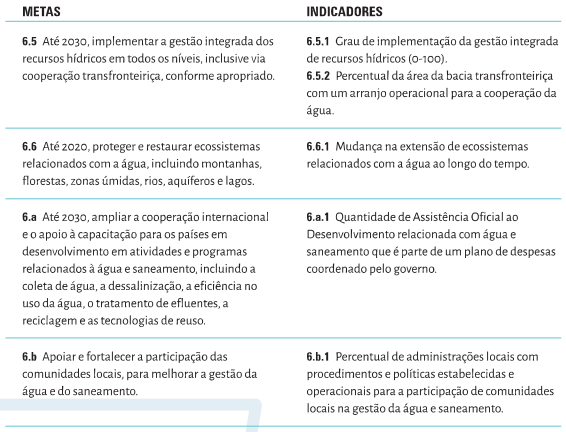 METAS
INDICADORES
6.5 Até 2030, implementar a gestão integrada dos
recursos hídricos em todos os níveis, inclusive via
cooperação transfronteiriça, conforme apropriado.
6.5.1 Grau de implementação da gestão integrada
de recursos hídricos (0-100).
6.5.2 Percentual da área da bacia transfronteiriça
com um arranjo operacional para a cooperação da
água.
6.6 Até 2020, proteger e restaurar ecossistemas
relacionados com a água, incluindo montanhas,
florestas, zonas úmidas, rios, aquíferos e lagos.
6.6.1 Mudança na extensão de ecossistemas
relacionados com a água ao longo do tempo.
6.a Até 2030, ampliar a cooperação internacional
e o apoio à capacitação para os países em
desenvolvimento em atividades e programas
relacionados à água e saneamento, incluindo a
coleta de água, a dessalinização, a eficiência no
uso da água, o tratamento de efluentes, a
reciclagem e as tecnologias de reuso.
6.a.1 Quantidade de Assistência Oficial ao
Desenvolvimento relacionada com água e
saneamento que é parte de um plano de despesas
coordenado pelo governo.
6.b Apoiar e fortalecer a participação das
comunidades locais, para melhorar a gestão da
água e do saneamento.
6.b.1 Percentual de administrações locais com
procedimentos e políticas estabelecidas e
operacionais para a participação de comunidades
locais na gestão da água e saneamento.